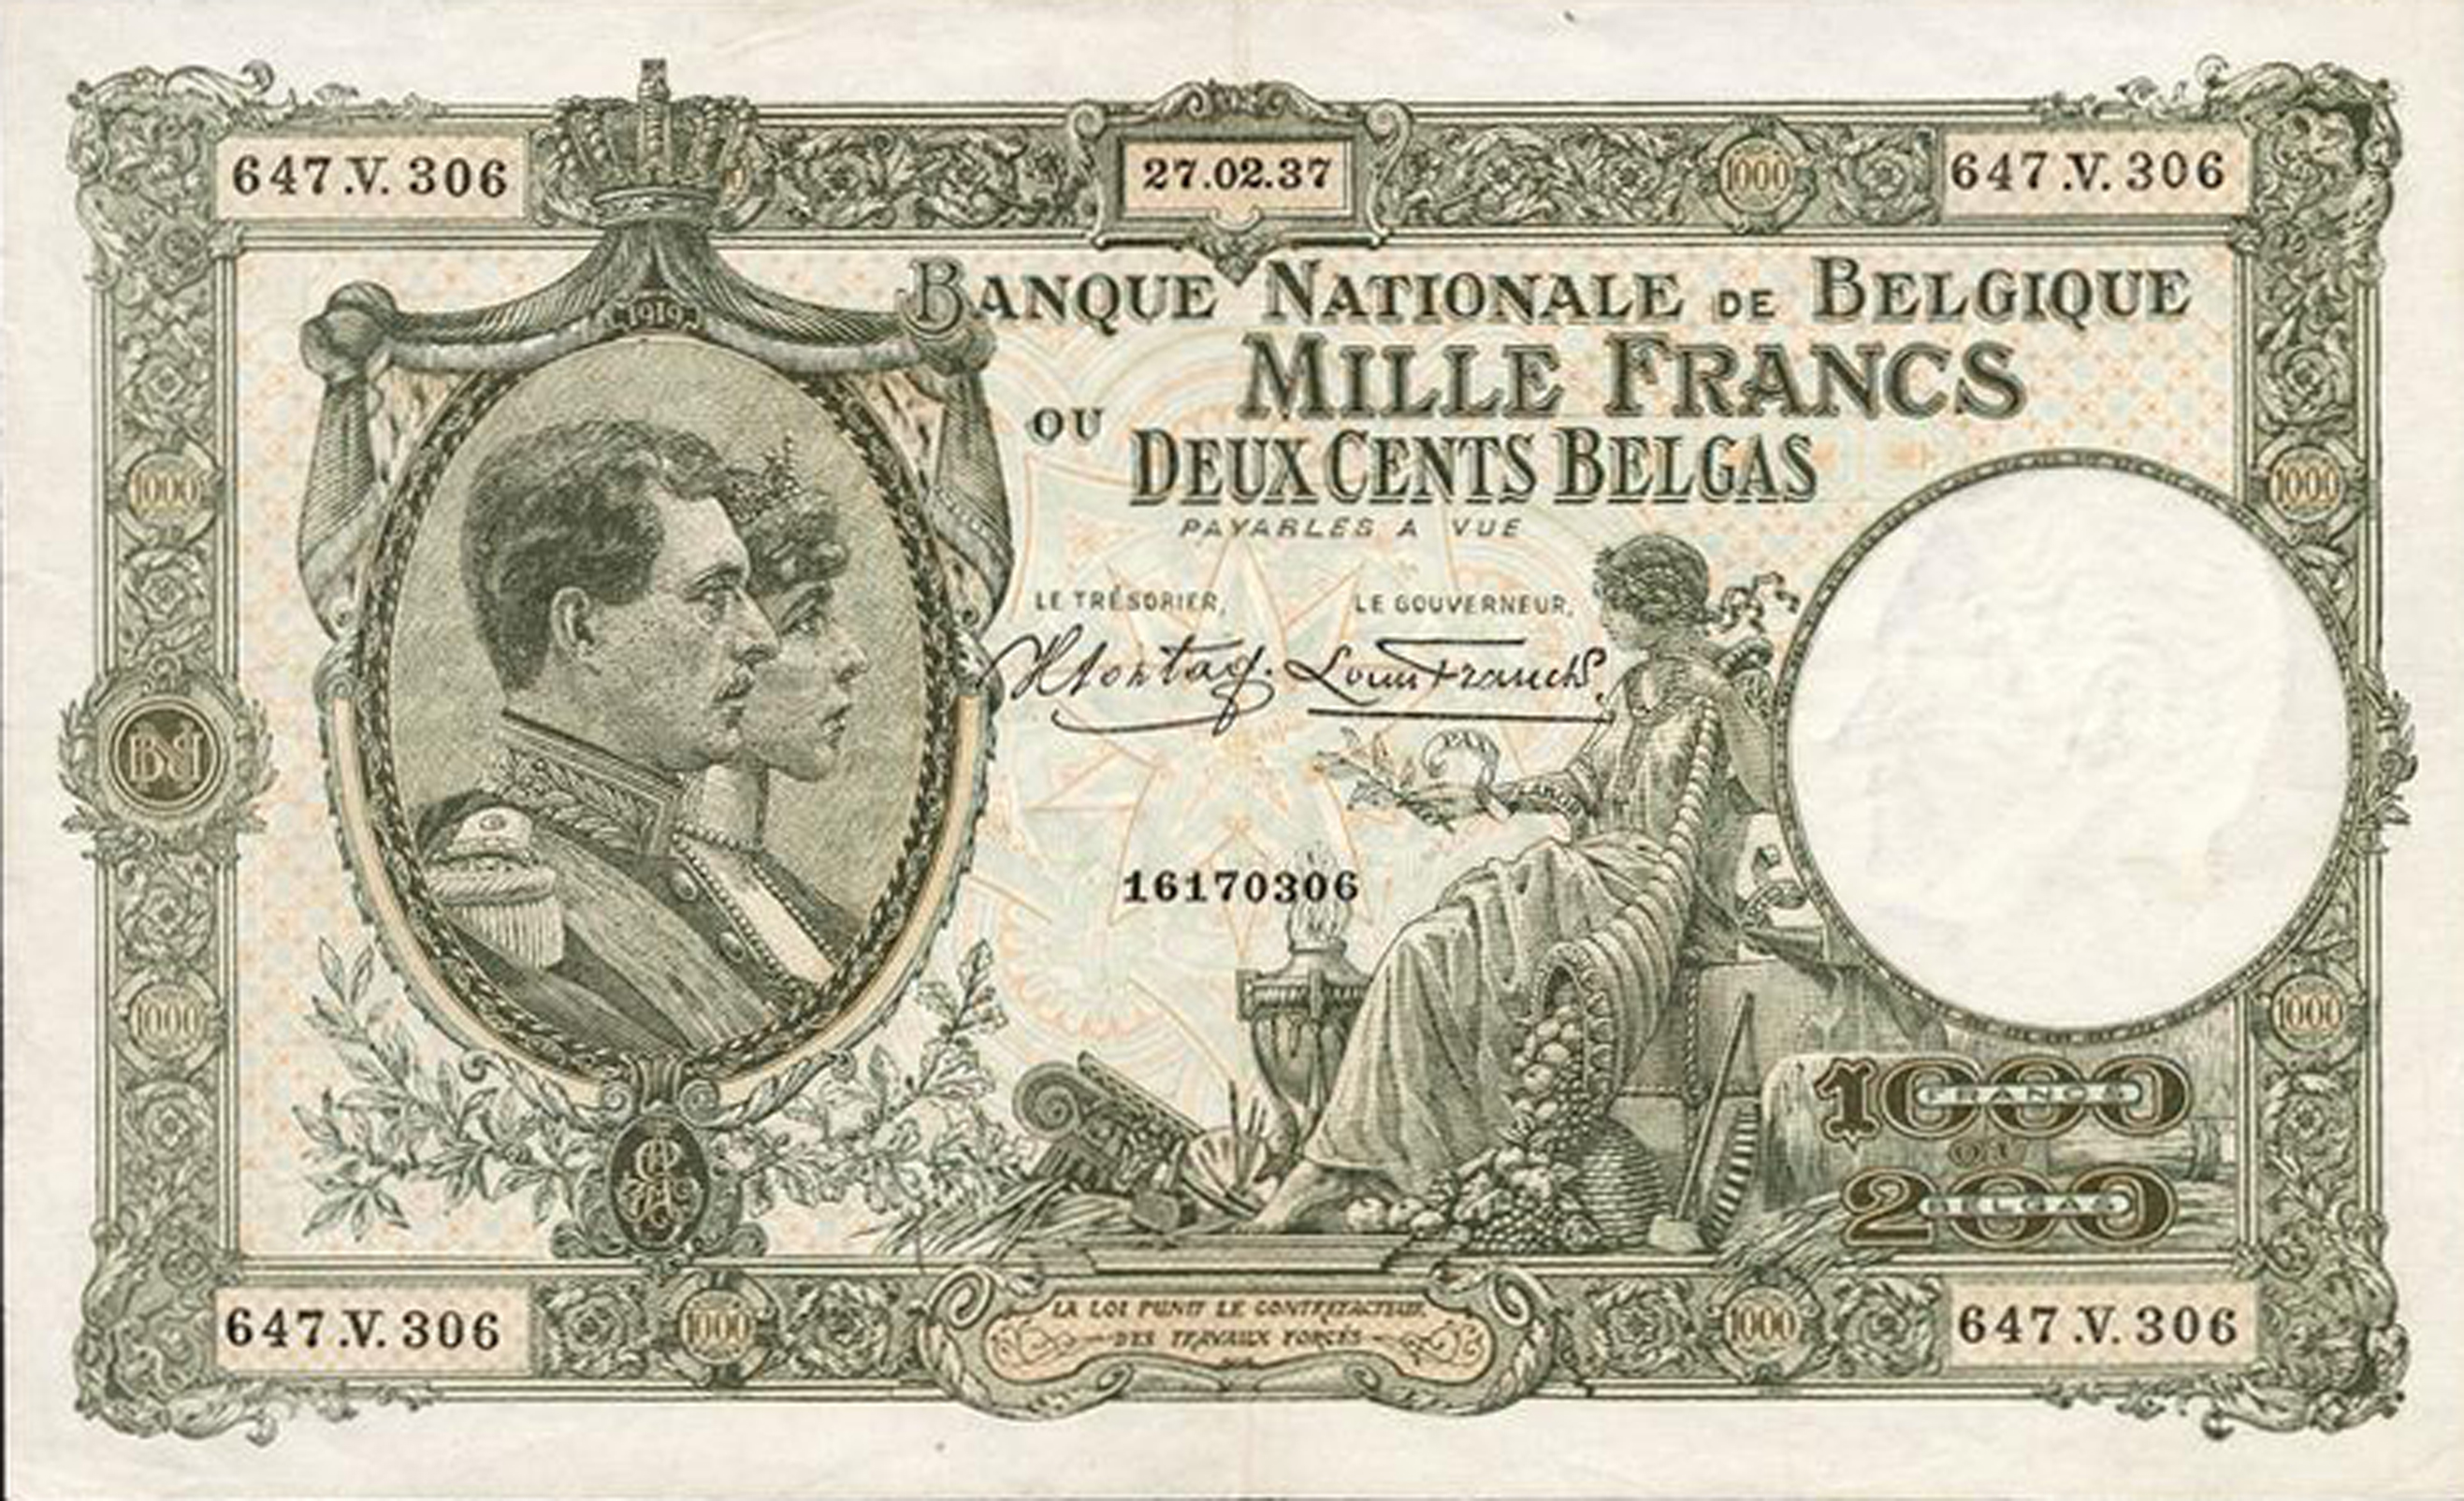 647.V.306
27.02.37
1000
647.V.306
1919
BANQUE NATIONALE DE BELGIQUE
MILLE FRANCS
OU
DEUX CENTS BELGAS
PAYABLES A VUE
1000
1000
LE TRÉSORIER,
LE GOUVERNEUR,
BNB
16170306
1000
1000
1000
FRANCS
OU
200
BELGAS
647.V.306
1000
LA LOI PUNIT LE CONTREFACTEUR
DES TRAVAUX FORCÉS
1000
647.V.306